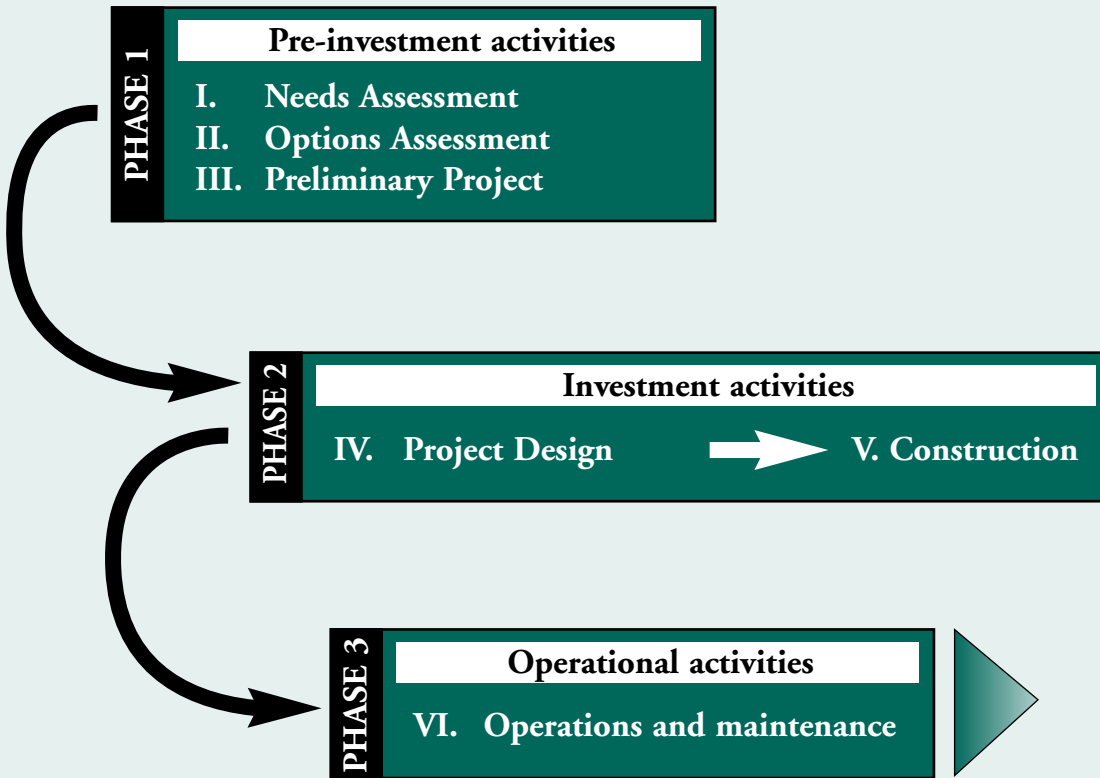 PHASE 1
Pre-investment activities
I. Needs Assessment
II. Options Assessment
III. Preliminary Project
PHASE 2
Investment activities
IV. Project Design
V. Construction
PHASE 3
Operational activities
VI. Operations and maintenance